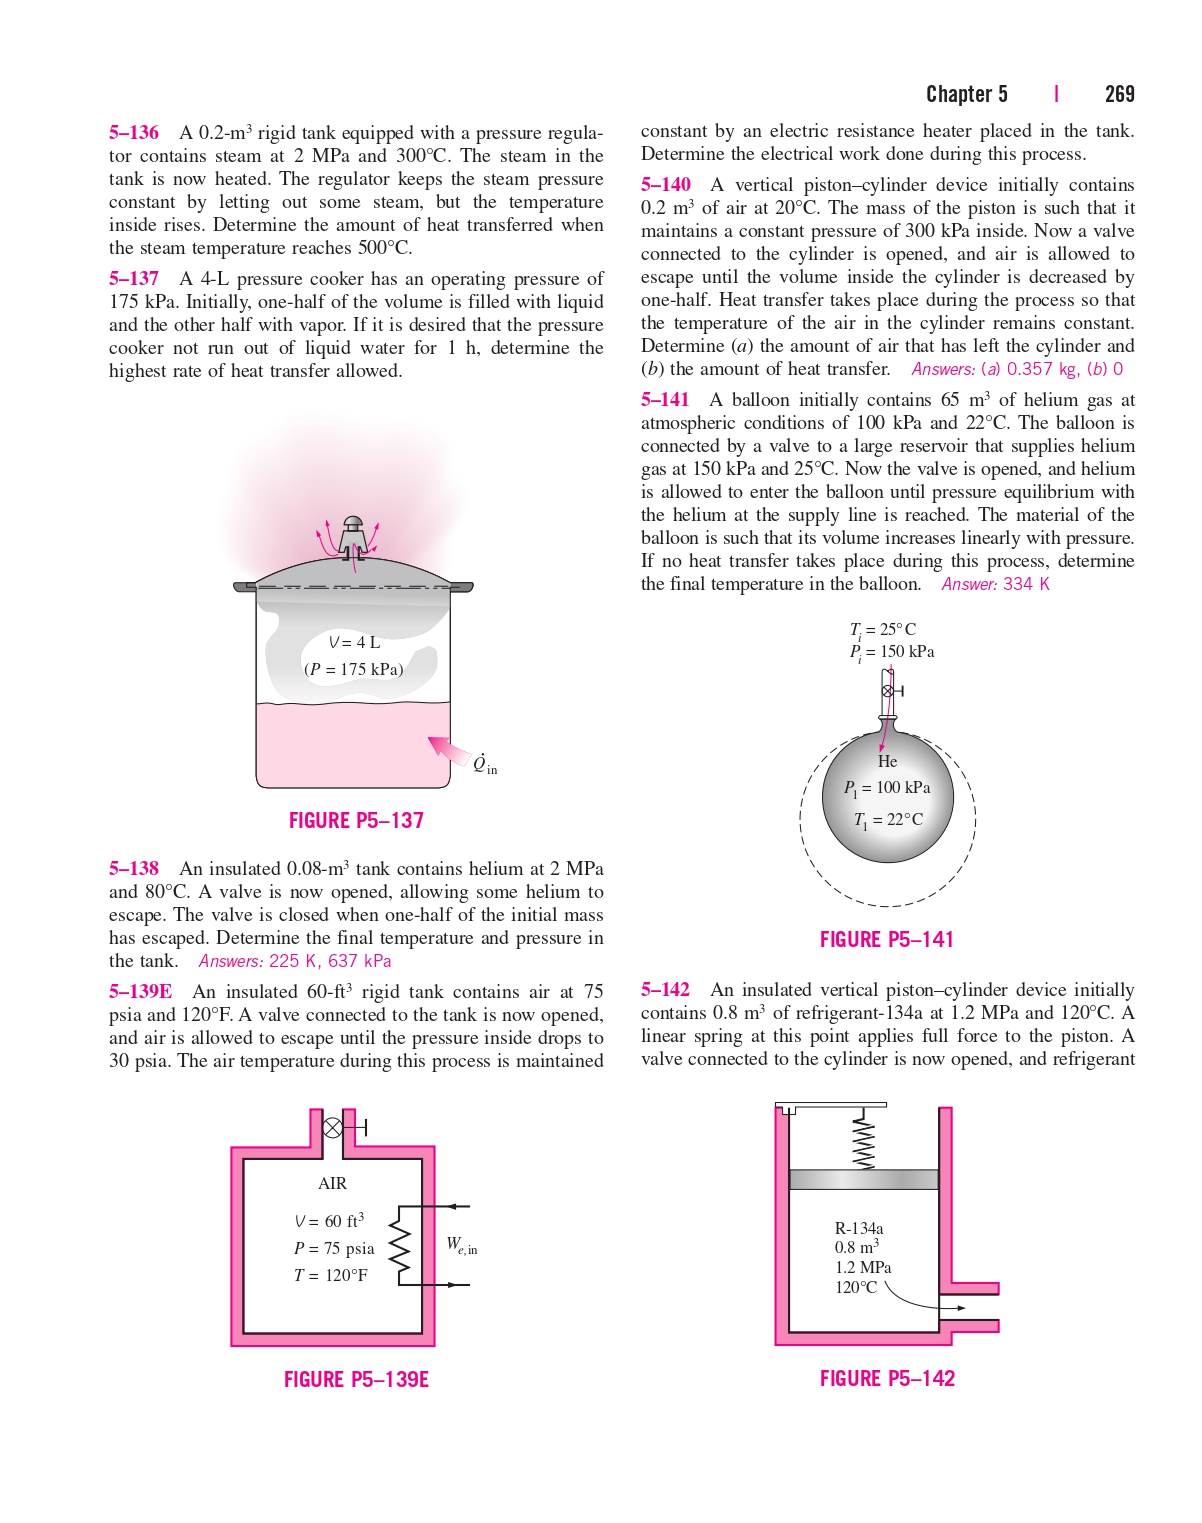 Chapter 5 | 269
5–136 A 0.2-m³ rigid tank equipped with a pressure regula-
tor contains steam at 2 MPa and 300°C. The steam in the
tank is now heated. The regulator keeps the steam pressure
constant by letting out some steam, but the temperature
inside rises. Determine the amount of heat transferred when
the steam temperature reaches 500°C.
5–137 A 4-L pressure cooker has an operating pressure of
175 kPa. Initially, one-half of the volume is filled with liquid
and the other half with vapor. If it is desired that the pressure
cooker not run out of liquid water for 1 h, determine the
highest rate of heat transfer allowed.
V = 4 L
(P = 175 kPa)
Q̇in
FIGURE P5–137
5–138 An insulated 0.08-m³ tank contains helium at 2 MPa
and 80°C. A valve is now opened, allowing some helium to
escape. The valve is closed when one-half of the initial mass
has escaped. Determine the final temperature and pressure in
the tank. Answers: 225 K, 637 kPa
5–139E An insulated 60-ft³ rigid tank contains air at 75
psia and 120°F. A valve connected to the tank is now opened,
and air is allowed to escape until the pressure inside drops to
30 psia. The air temperature during this process is maintained
AIR
V = 60 ft³
P = 75 psia
T = 120°F
We,in
FIGURE P5–139E
constant by an electric resistance heater placed in the tank.
Determine the electrical work done during this process.
5–140 A vertical piston–cylinder device initially contains
0.2 m³ of air at 20°C. The mass of the piston is such that it
maintains a constant pressure of 300 kPa inside. Now a valve
connected to the cylinder is opened, and air is allowed to
escape until the volume inside the cylinder is decreased by
one-half. Heat transfer takes place during the process so that
the temperature of the air in the cylinder remains constant.
Determine (a) the amount of air that has left the cylinder and
(b) the amount of heat transfer. Answers: (a) 0.357 kg, (b) 0
5–141 A balloon initially contains 65 m³ of helium gas at
atmospheric conditions of 100 kPa and 22°C. The balloon is
connected by a valve to a large reservoir that supplies helium
gas at 150 kPa and 25°C. Now the valve is opened, and helium
is allowed to enter the balloon until pressure equilibrium with
the helium at the supply line is reached. The material of the
balloon is such that its volume increases linearly with pressure.
If no heat transfer takes place during this process, determine
the final temperature in the balloon. Answer: 334 K
Ti = 25°C
Pi = 150 kPa
He
P1 = 100 kPa
T1 = 22°C
FIGURE P5–141
5–142 An insulated vertical piston–cylinder device initially
contains 0.8 m³ of refrigerant-134a at 1.2 MPa and 120°C. A
linear spring at this point applies full force to the piston. A
valve connected to the cylinder is now opened, and refrigerant
R-134a
0.8 m³
1.2 MPa
120°C
FIGURE P5–142